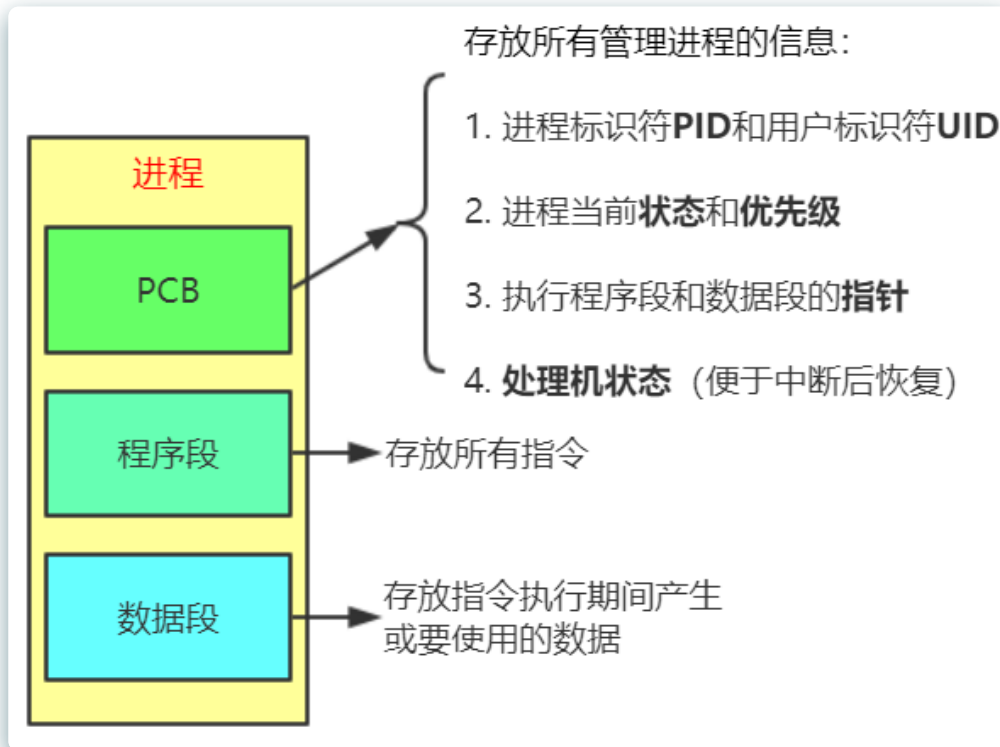 存放所有管理进程的信息：
1. 进程标识符PID和用户标识符UID
进程
2. 进程当前状态和优先级
PCB
3. 执行程序段和数据段的指针
4. 处理机状态（便于中断后恢复）
程序段
存放所有指令
数据段
存放指令执行期间产生
或要使用的数据